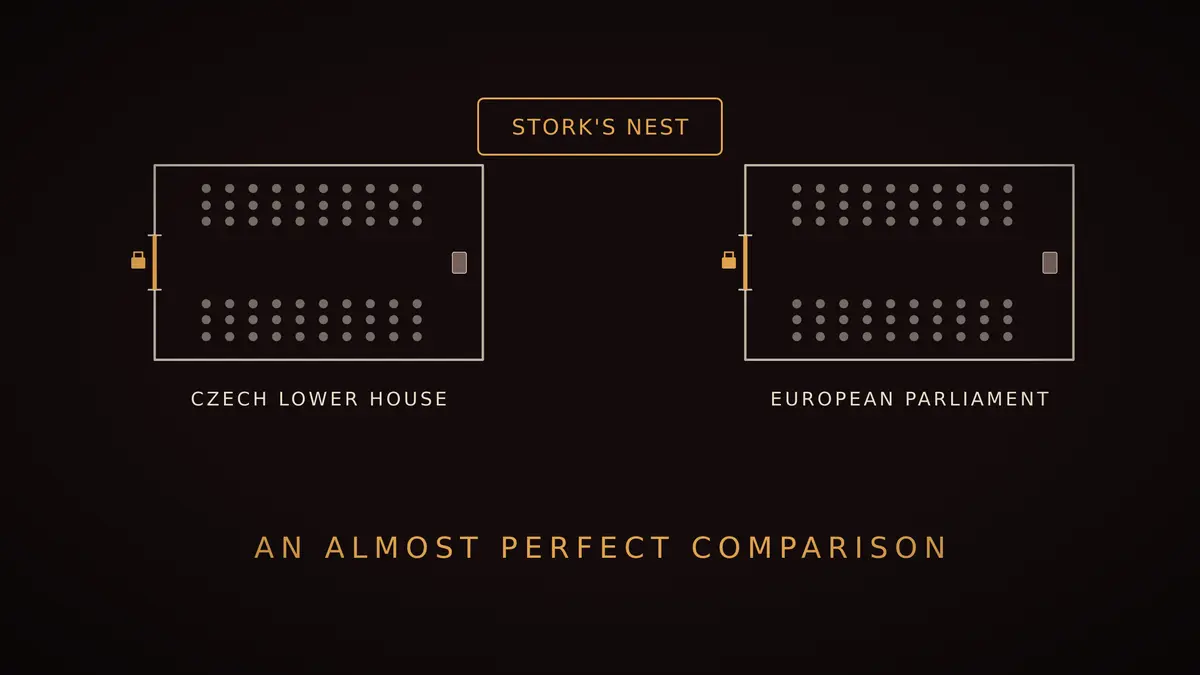 STORK'S NEST
CZECH LOWER HOUSE
EUROPEAN PARLIAMENT
AN ALMOST PERFECT COMPARISON